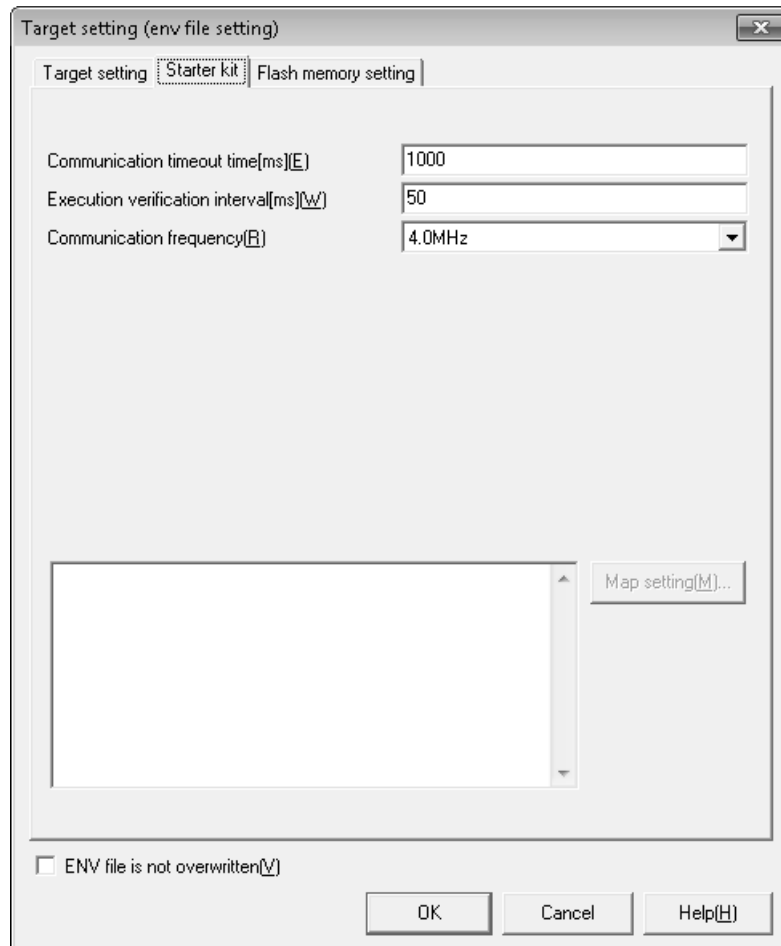 Target setting (env file setting)
Target setting Starter kit Flash memory setting
Communication timeout time[ms](E) 1000
Execution verification interval[ms](W) 50
Communication frequency(R) 4.0MHz
Map setting(M)...
ENV file is not overwritten(V)
OK Cancel Help(H)